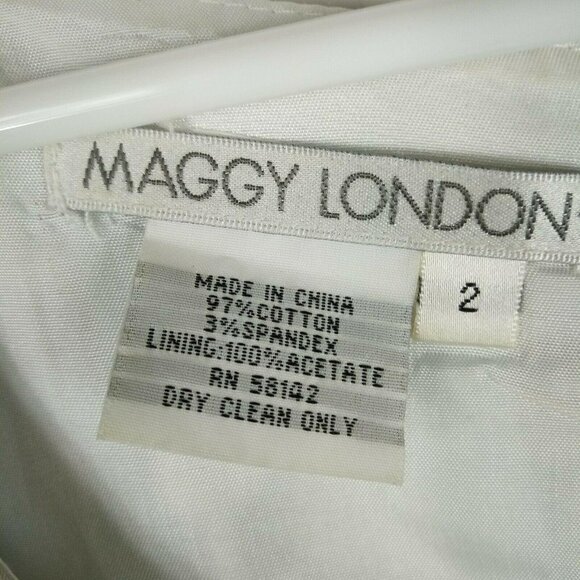 MAGGY LONDON
2
MADE IN CHINA
97%COTTON
3%SPANDEX
LINING:100%ACETATE
RN 58142
DRY CLEAN ONLY